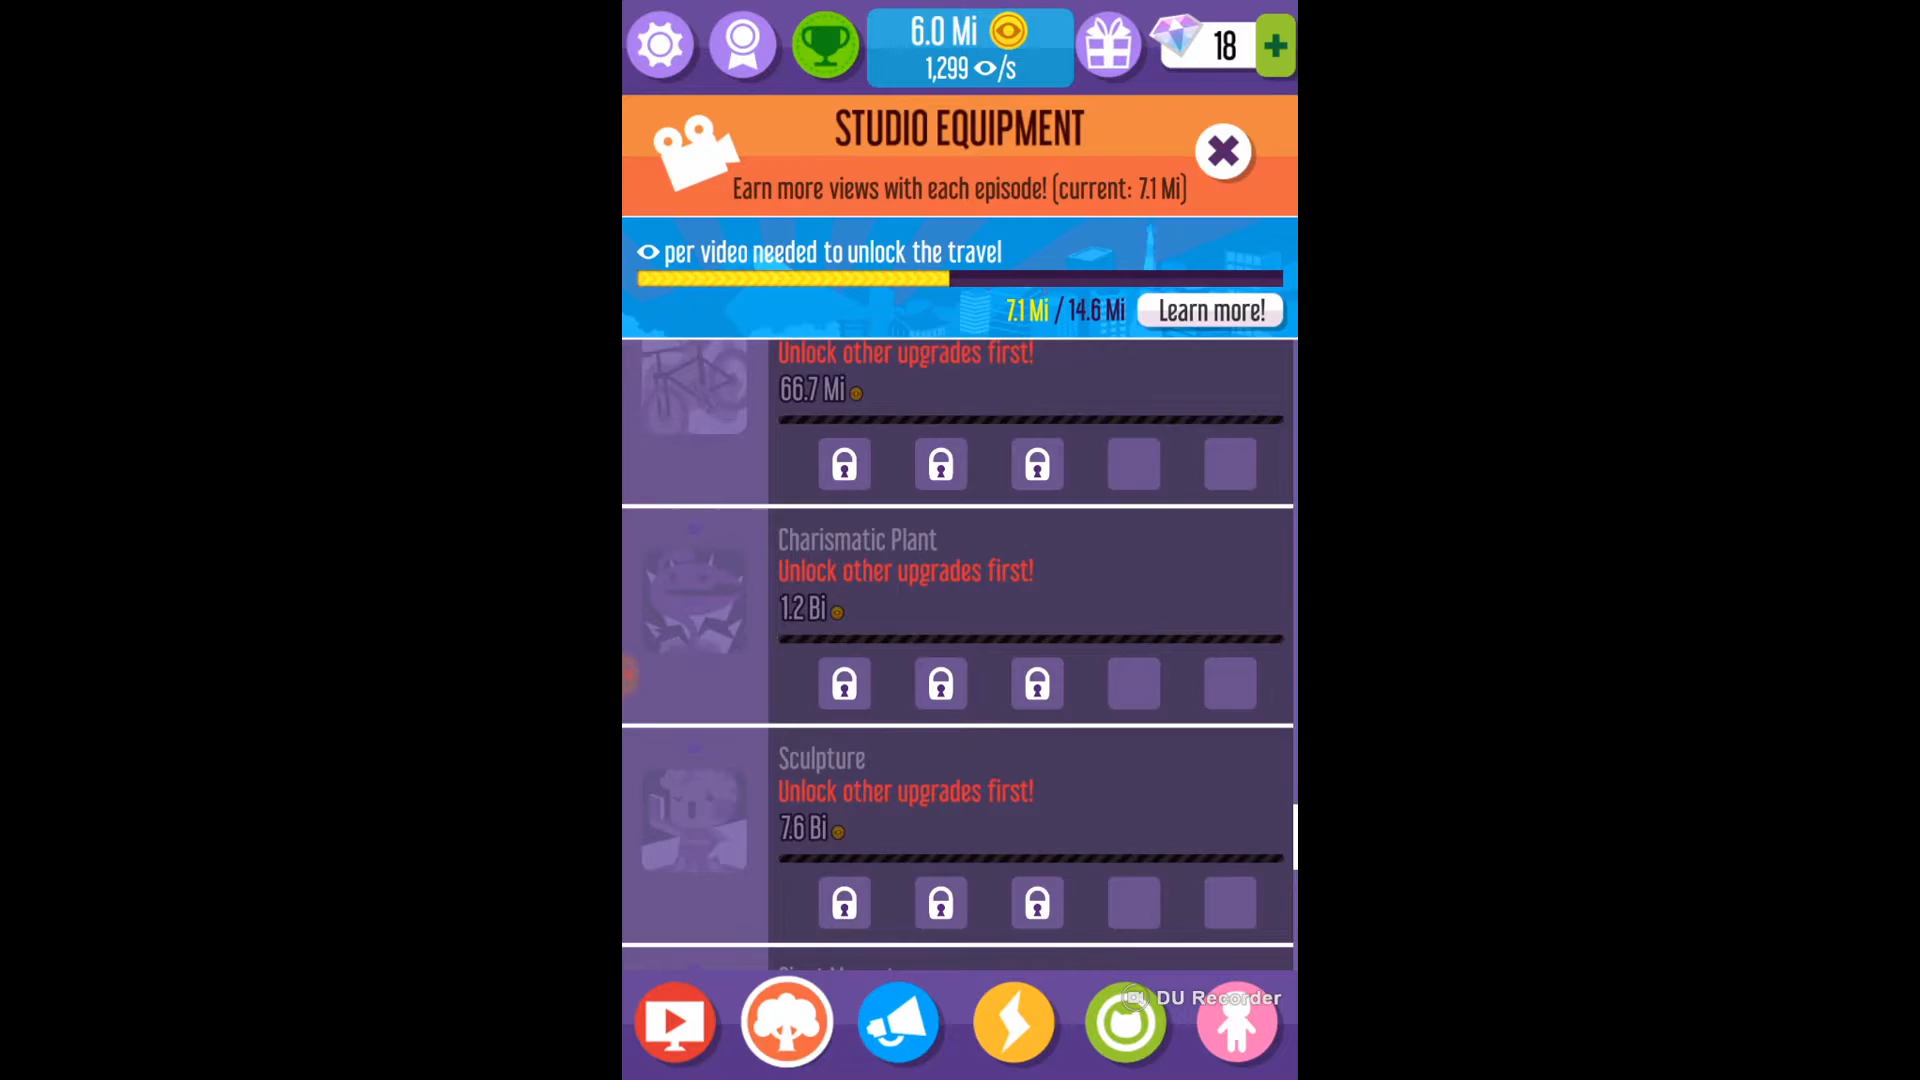 6.0 Mi
1,299 /s
18
STUDIO EQUIPMENT
Earn more views with each episode! (current: 7.1 Mi)
per video needed to unlock the travel
7.1 Mi / 14.6 Mi
Learn more!
Unlock other upgrades first!
66.7 Mi
Charismatic Plant
Unlock other upgrades first!
1.2 Bi
Sculpture
Unlock other upgrades first!
7.6 Bi
DU Recorder